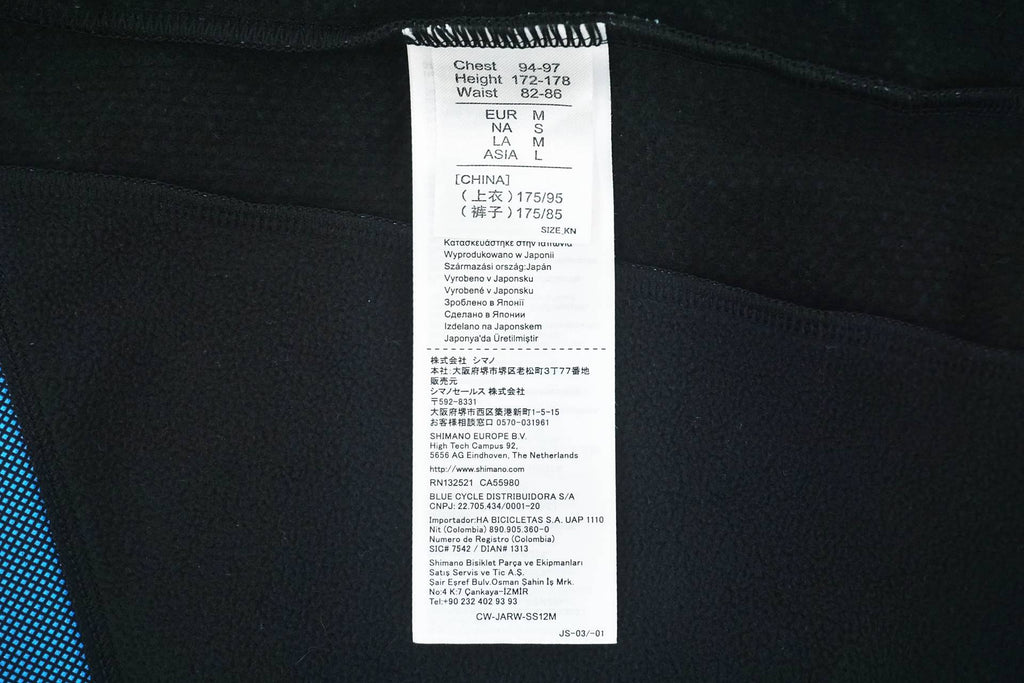 Chest 94-97
Height 172-178
Waist 82-86
EUR M
NA S
LA M
ASIA L
[CHINA]
(上衣)175/95
(裤子)175/85
SIZE_KN
Κατασκευάστηκε στην Ιαπωνία
Wyprodukowano w Japonii
Származási ország:Japán
Vyrobeno v Japonsku
Vyrobené v Japonsku
Зроблено в Японії
Сделано в Японии
Izdelano na Japonskem
Japonya'da Üretilmiştir
株式会社 シマノ
本社:大阪府堺市堺区老松町3丁77番地
販売元
シマノセールス 株式会社
〒592-8331
大阪府堺市西区築港新町1-5-15
お客様相談窓口 0570-031961
SHIMANO EUROPE B.V.
High Tech Campus 92,
5656 AG Eindhoven, The Netherlands
http://www.shimano.com
RN132521 CA55980
BLUE CYCLE DISTRIBUIDORA S/A
CNPJ: 22.705.434/0001-20
Importador:HA BICICLETAS S.A. UAP 1110
Nit (Colombia) 890.905.360-0
Numero de Registro (Colombia)
SIC# 7542 / DIAN# 1313
Shimano Bisiklet Parça ve Ekipmanları
Satış Servis ve Tic A.Ş.
Şair Eşref Bulv.Osman Şahin İş Mrk.
No:4 K:7 Çankaya-İZMİR
Tel:+90 232 402 93 93
CW-JARW-SS12M
JS-03/-01